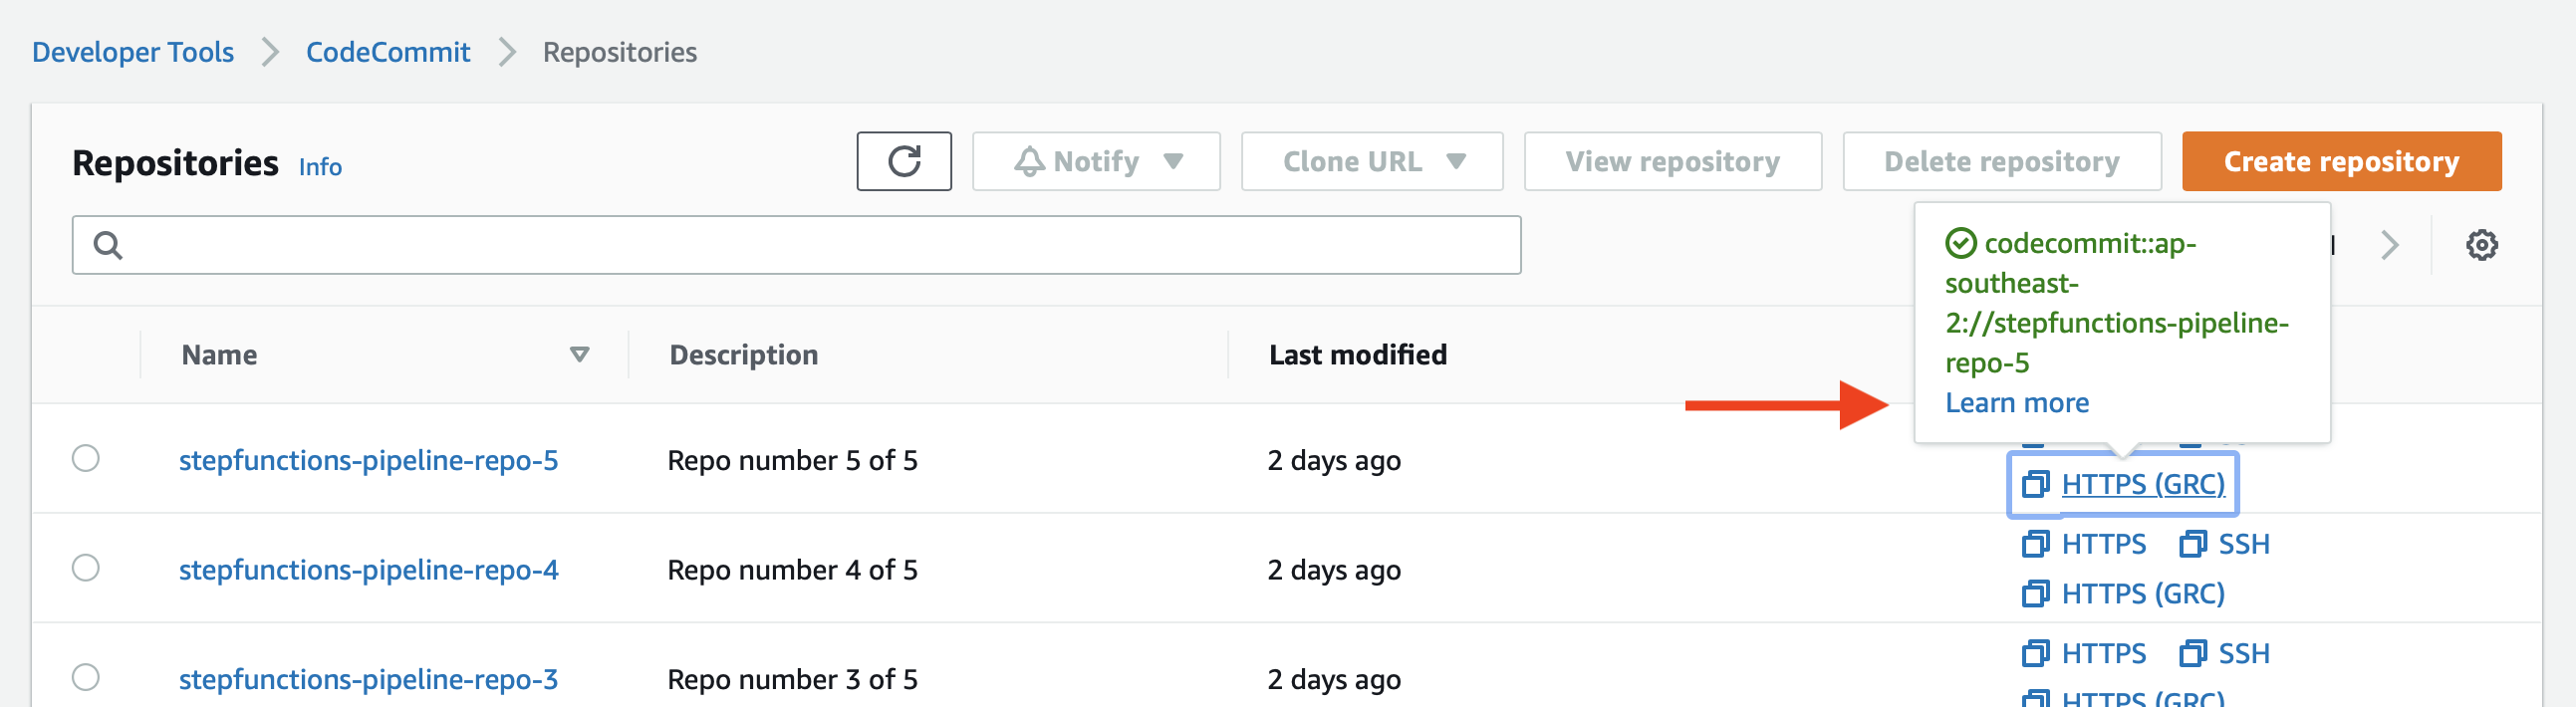 Developer Tools > CodeCommit > Repositories
Repositories Info
Notify ▼ Clone URL ▼ View repository Delete repository Create repository
codecommit::ap-
southeast-
2://stepfunctions-pipeline-
repo-5
Learn more
Name Description Last modified
stepfunctions-pipeline-repo-5 Repo number 5 of 5 2 days ago
HTTPS (GRC)
stepfunctions-pipeline-repo-4 Repo number 4 of 5 2 days ago HTTPS SSH
HTTPS (GRC)
stepfunctions-pipeline-repo-3 Repo number 3 of 5 2 days ago HTTPS SSH
HTTPS (GRC)